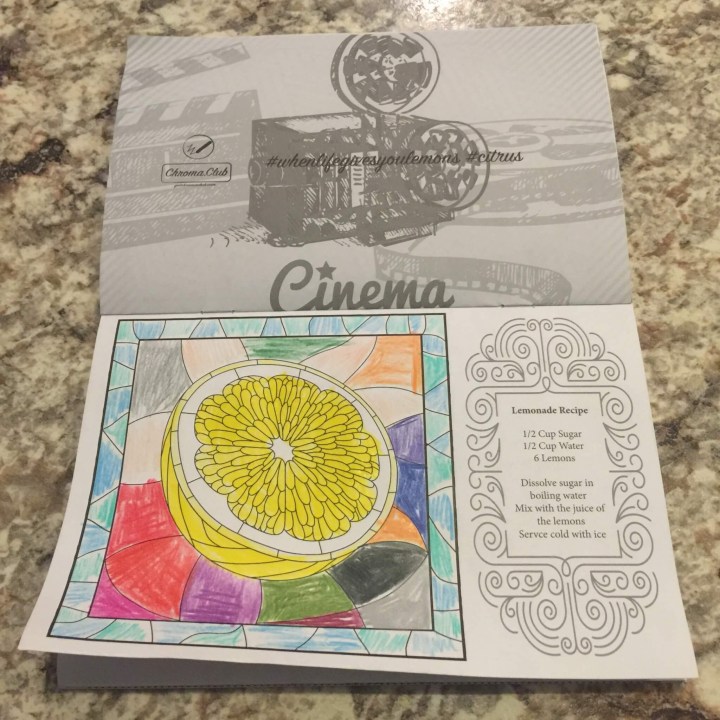 Chroma.Club
#whenlifegivesyoulemons #citrus
Cinema
Lemonade Recipe
1/2 Cup Sugar
1/2 Cup Water
6 Lemons
Dissolve sugar in
boiling water
Mix with the juice of
the lemons
Servce cold with ice